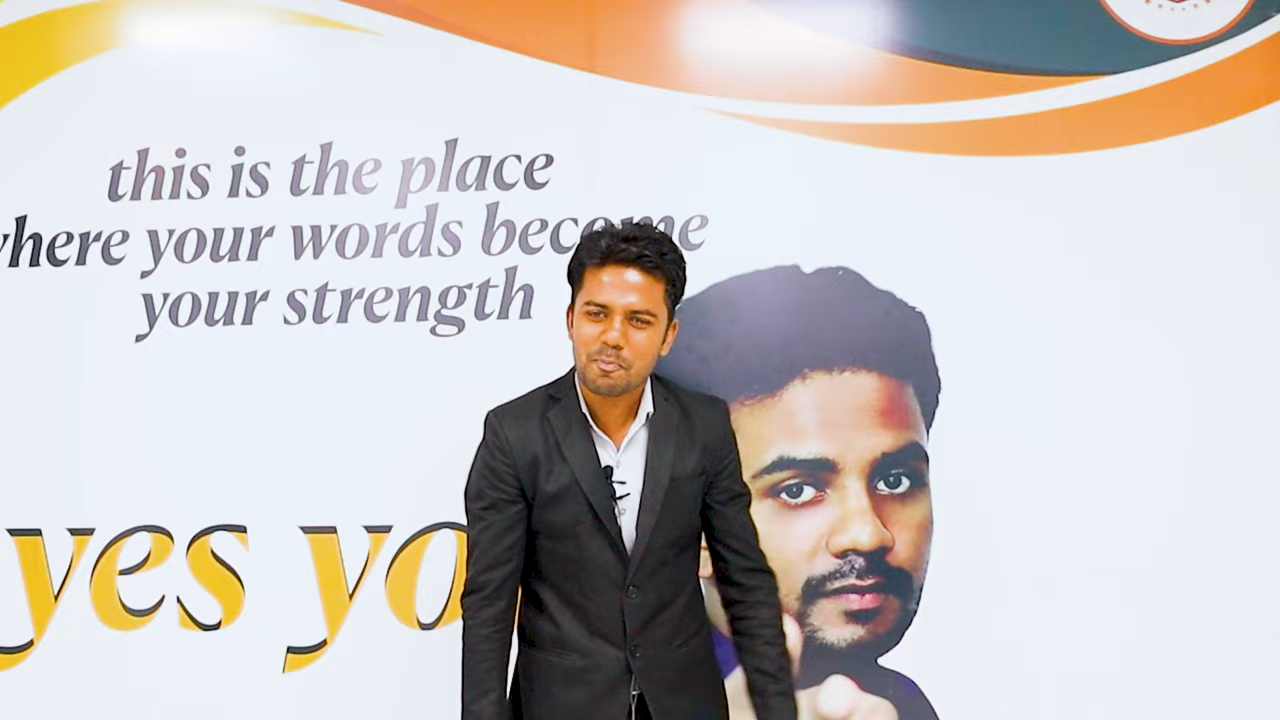 this is the place
where your words become
your strength
yes yo